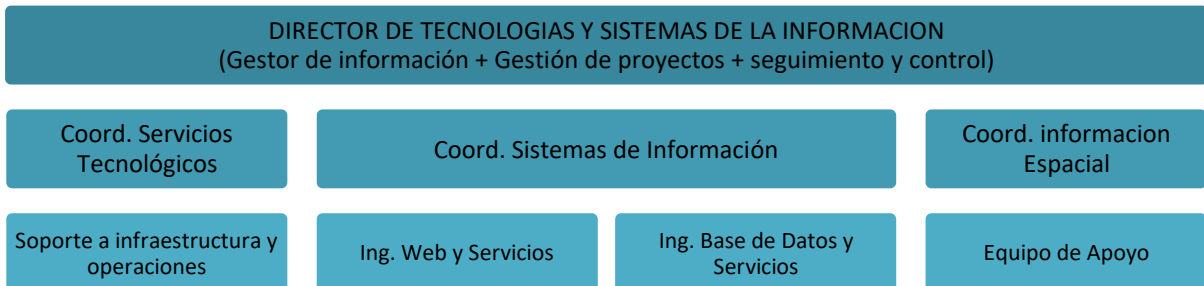 DIRECTOR DE TECNOLOGIAS Y SISTEMAS DE LA INFORMACION
(Gestor de información + Gestión de proyectos + seguimiento y control)
Coord. Servicios
Tecnológicos
Coord. Sistemas de Información
Coord. informacion
Espacial
Soporte a infraestructura y
operaciones
Ing. Web y Servicios
Ing. Base de Datos y
Servicios
Equipo de Apoyo